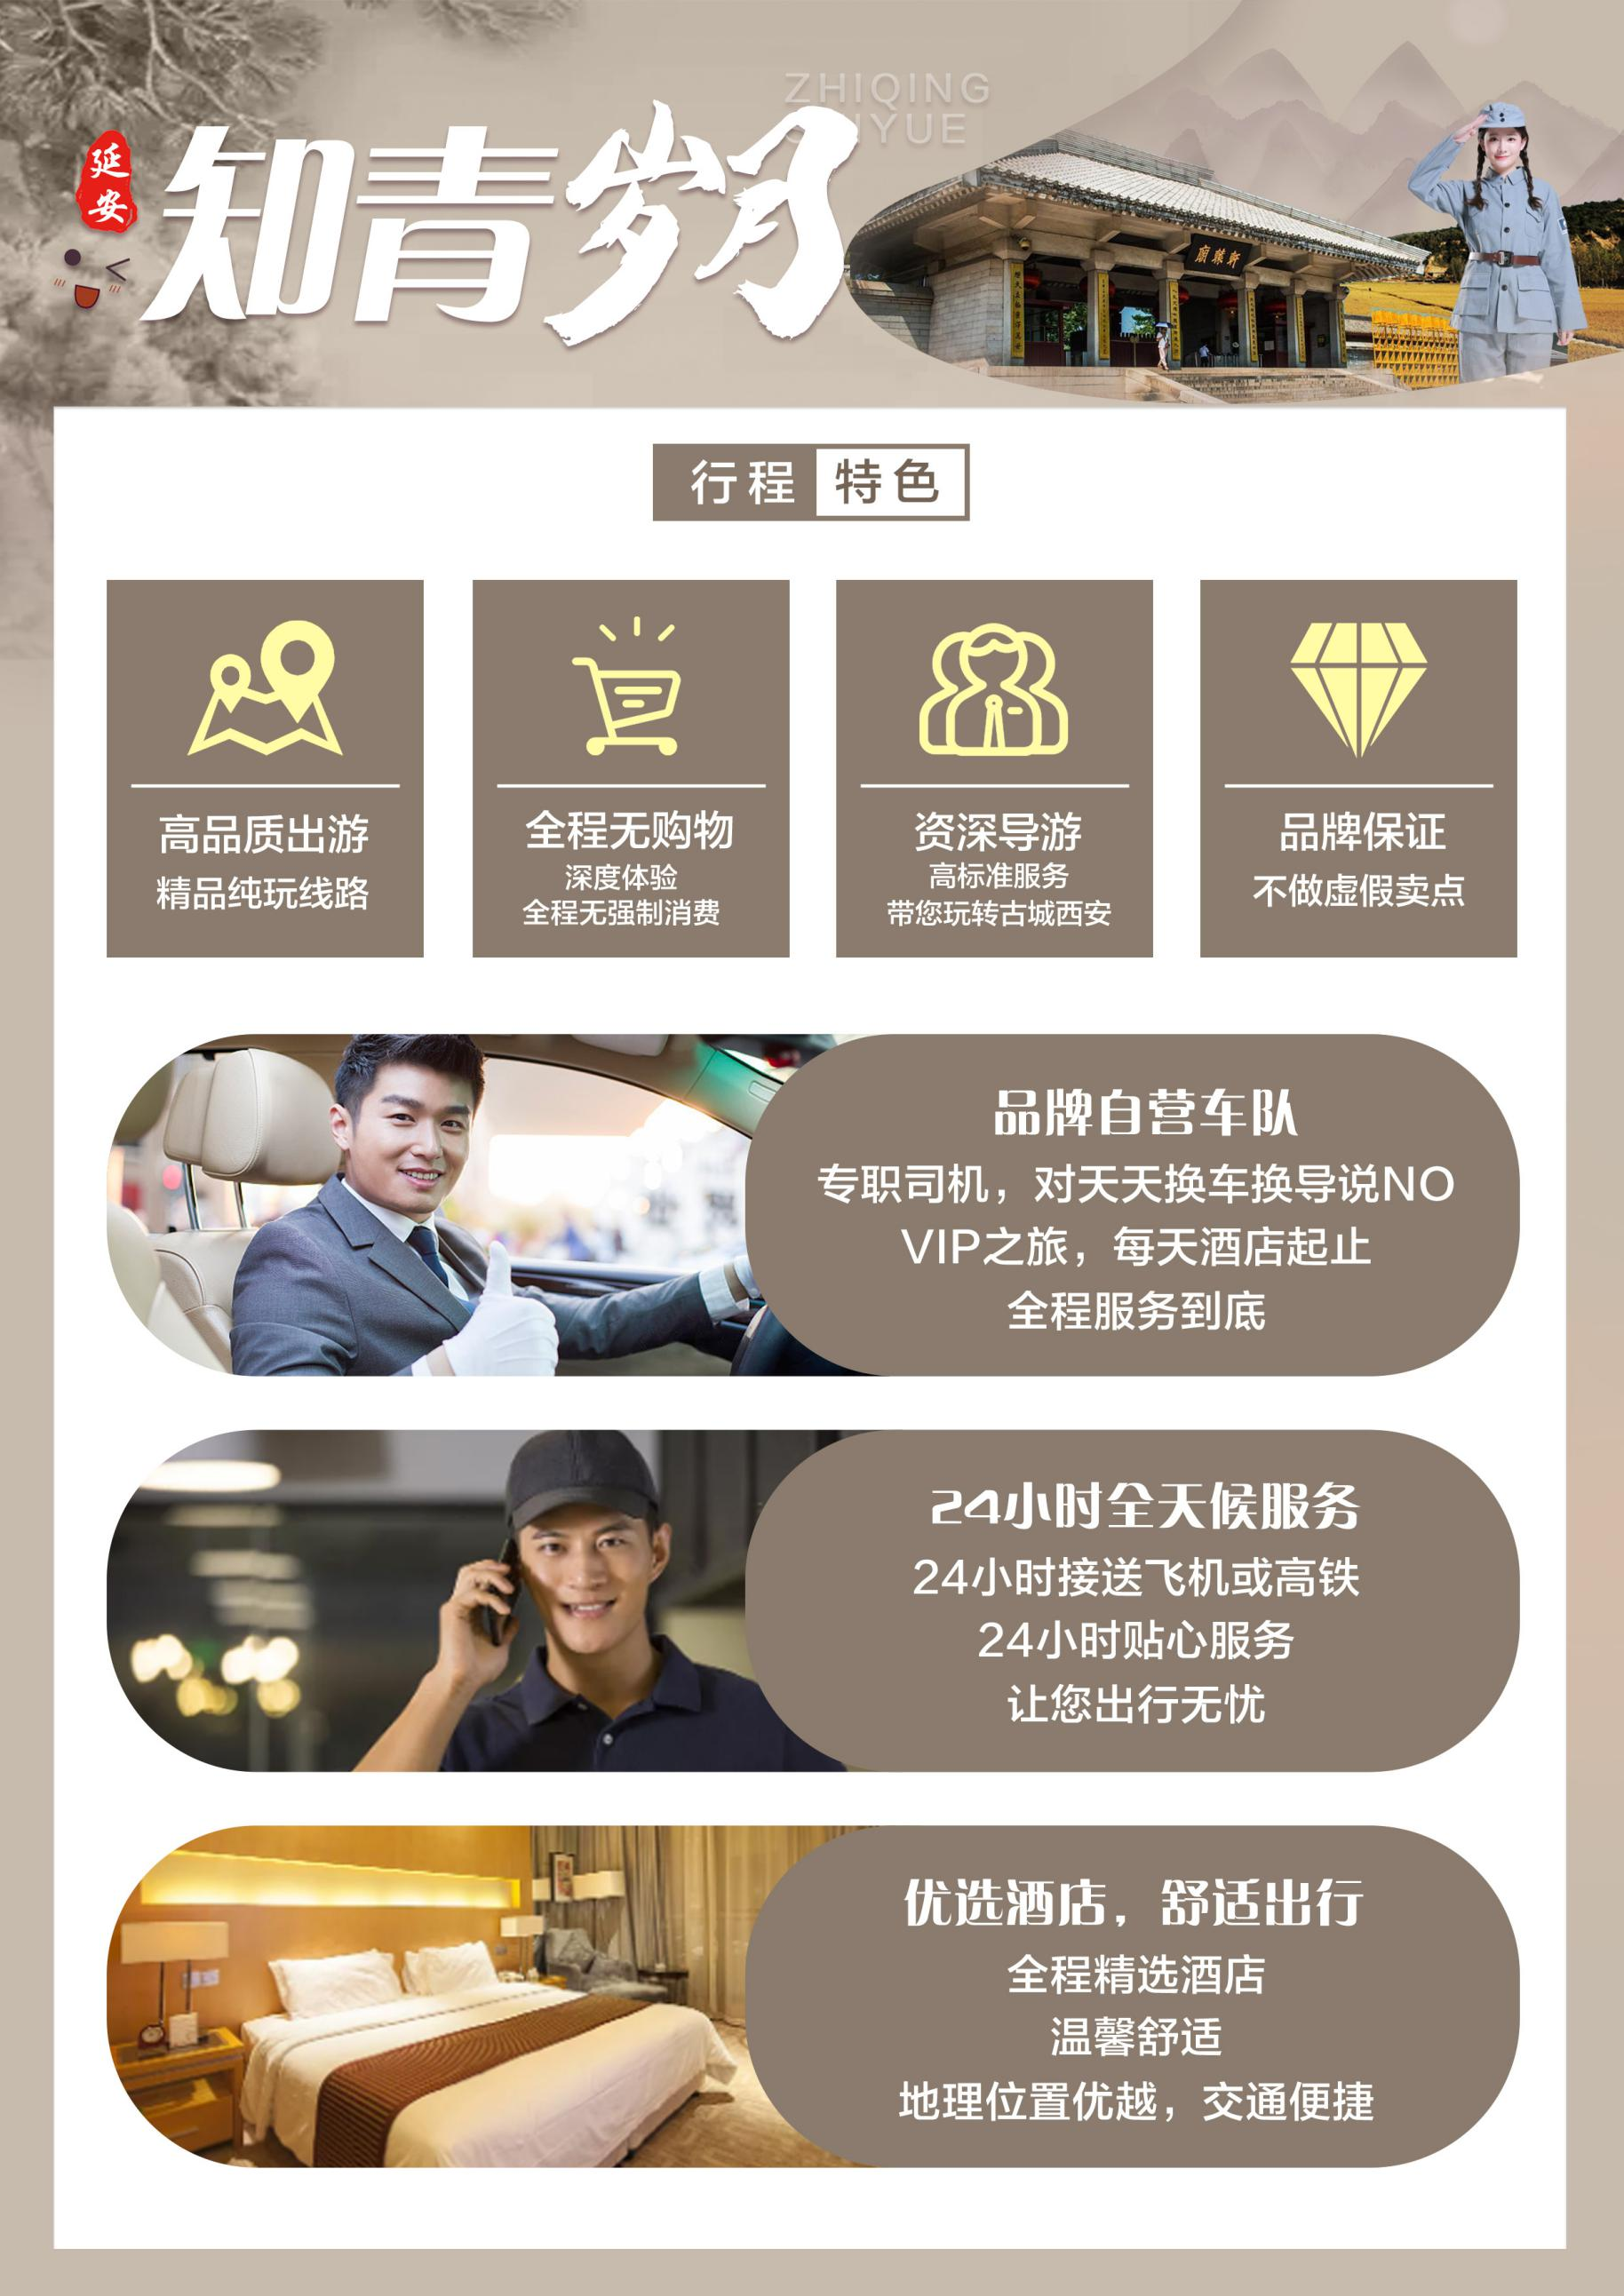 ZHIQING
延安
知青岁月
軒轅廟
行程特色
高品质出游
精品纯玩线路
全程无购物
深度体验
全程无强制消费
资深导游
高标准服务
带您玩转古城西安
品牌保证
不做虚假卖点
品牌自营车队
专职司机，对天天换车换导说NO
VIP之旅，每天酒店起止
全程服务到底
24小时全天候服务
24小时接送飞机或高铁
24小时贴心服务
让您出行无忧
优选酒店，舒适出行
全程精选酒店
温馨舒适
地理位置优越，交通便捷